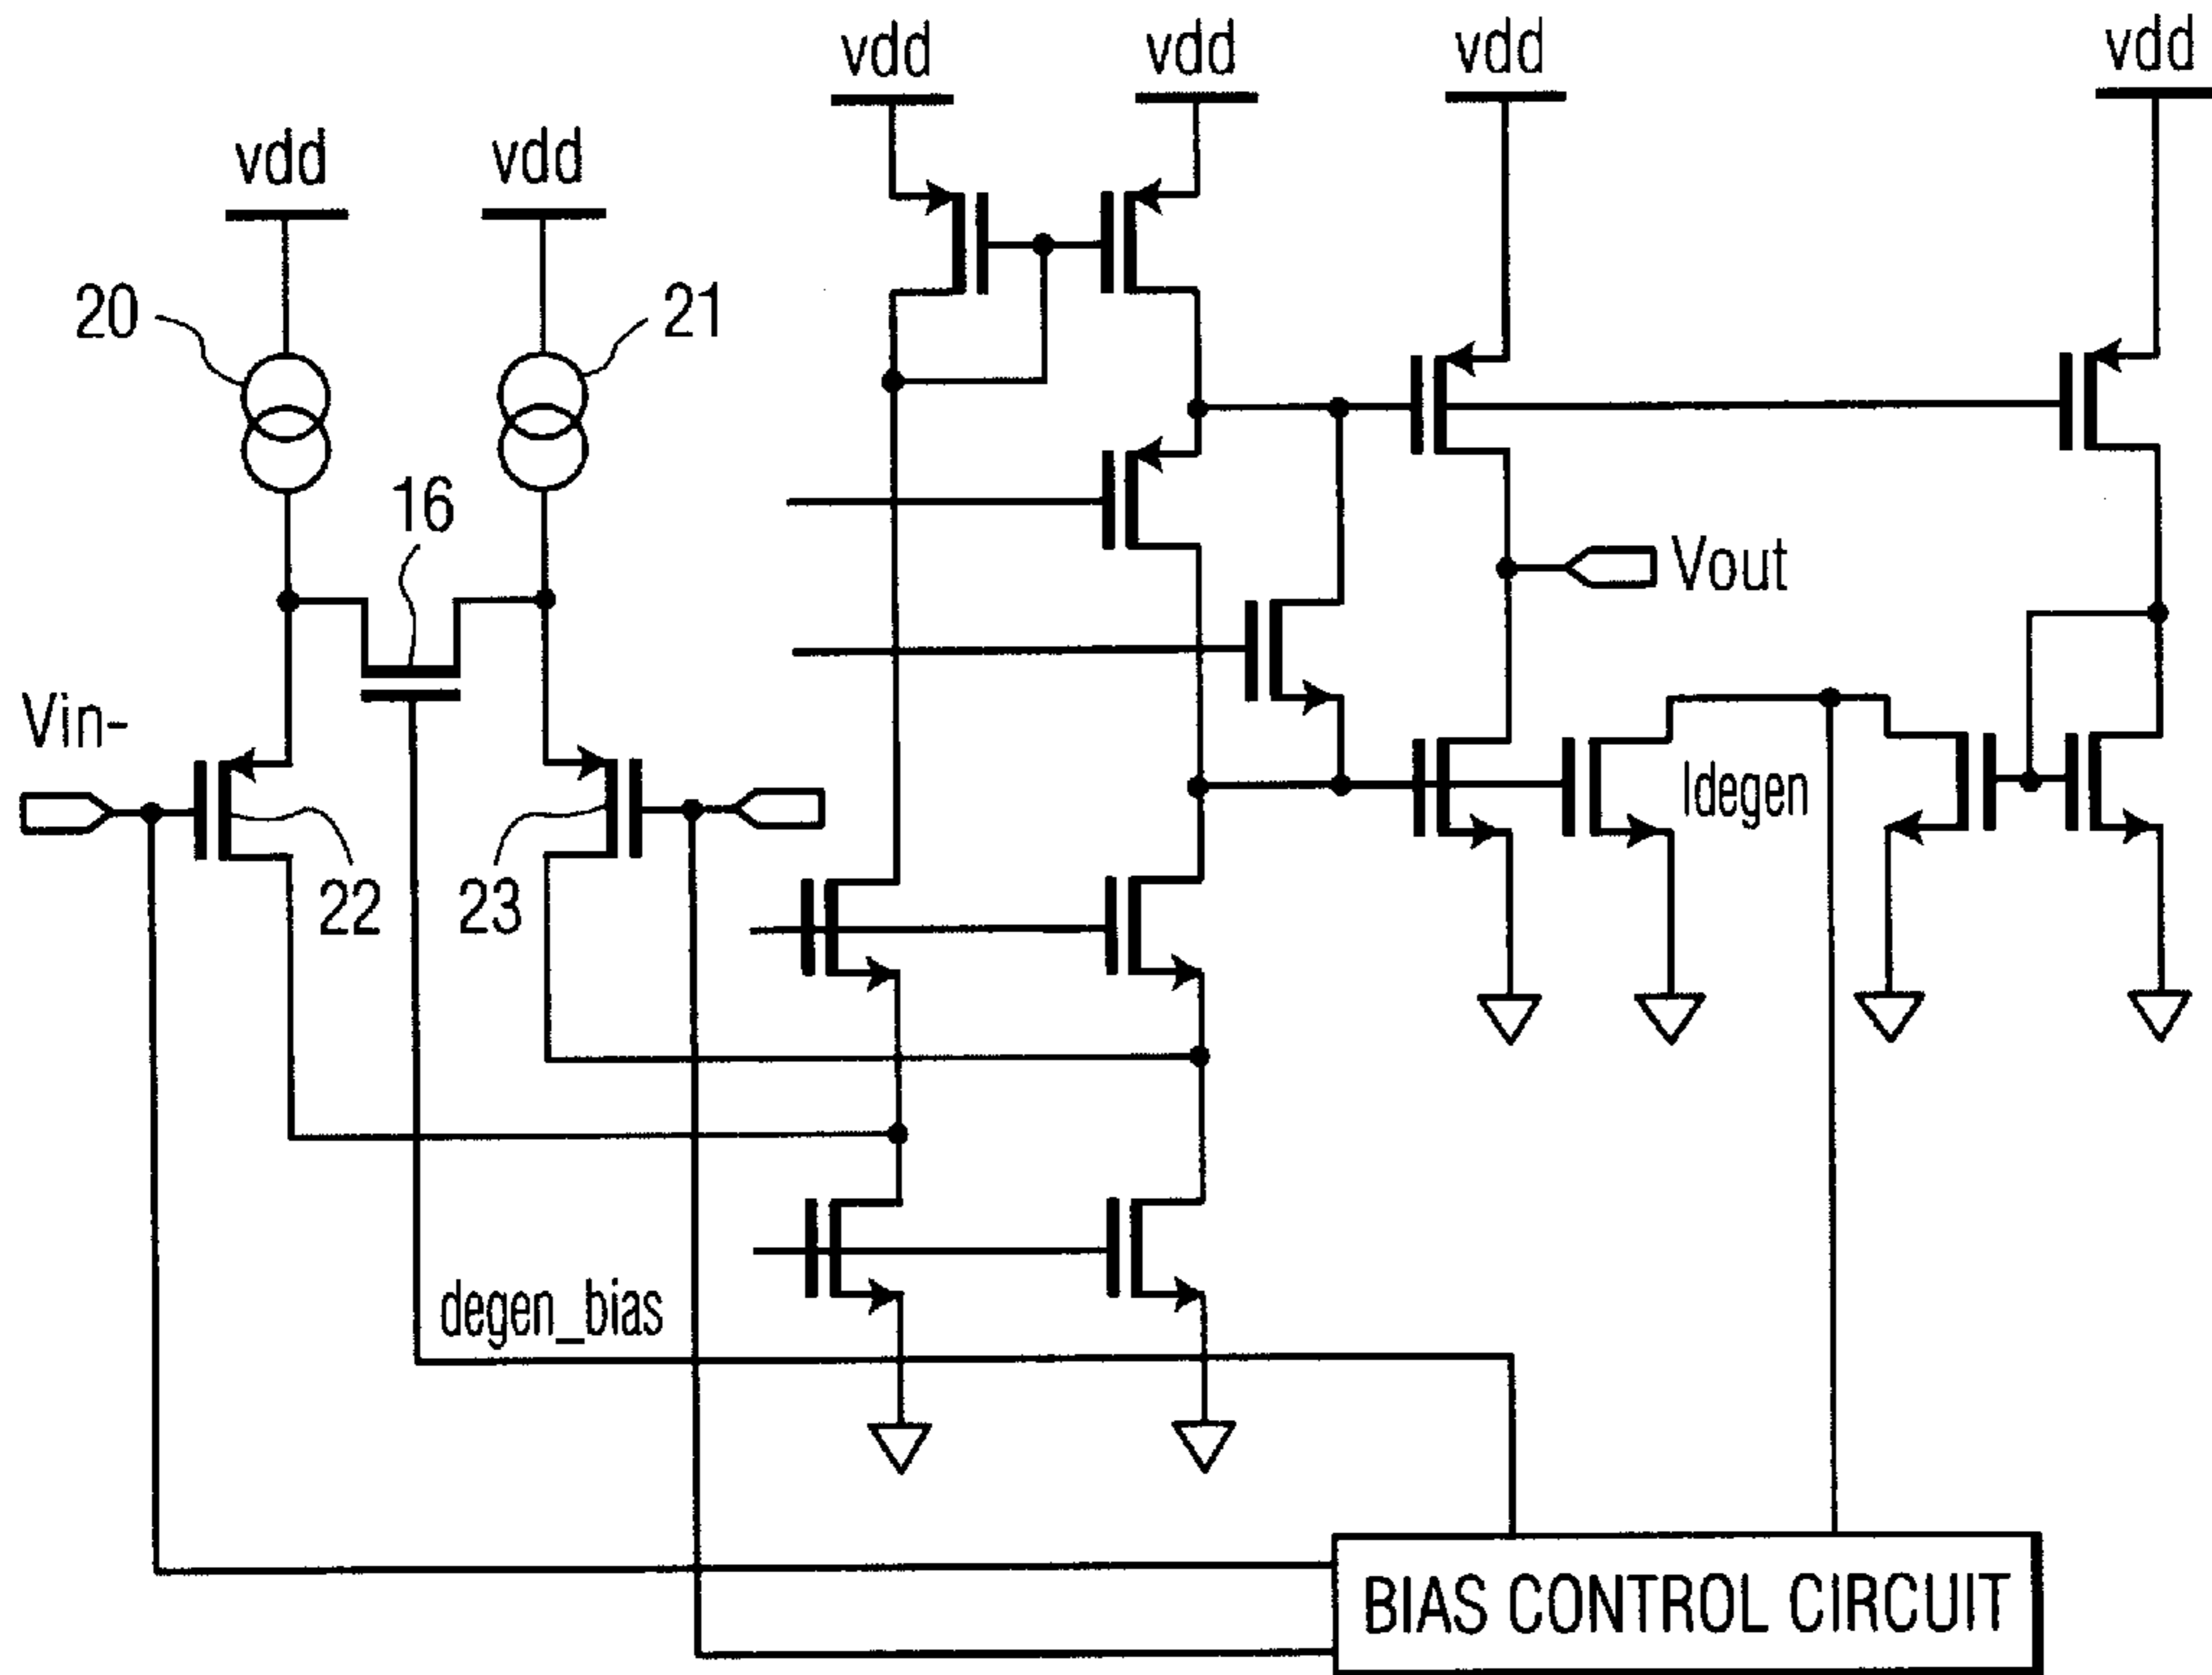 vdd
vdd
vdd
vdd
vdd
vdd
20
21
16
Vout
Vin-
Idegen
22
23
degen_bias
BIAS CONTROL CIRCUIT